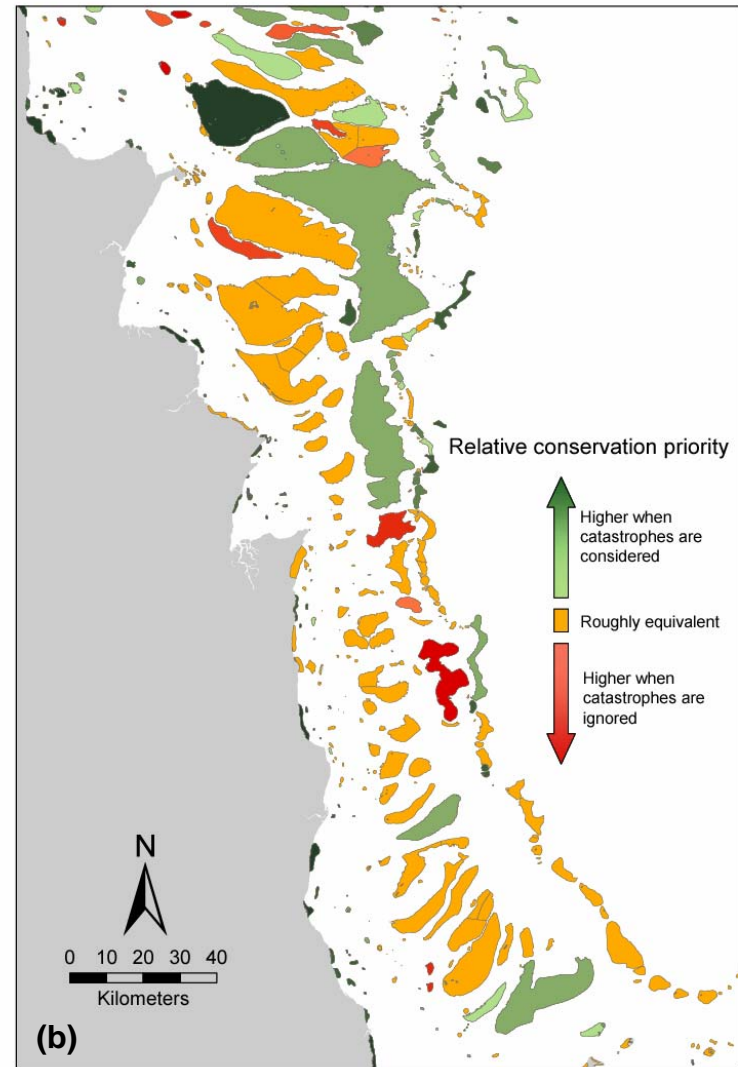 Relative conservation priority
Higher when
catastrophes are
considered
Roughly equivalent
Higher when
catastrophes are
ignored
N
0 10 20 30 40
Kilometers
(b)